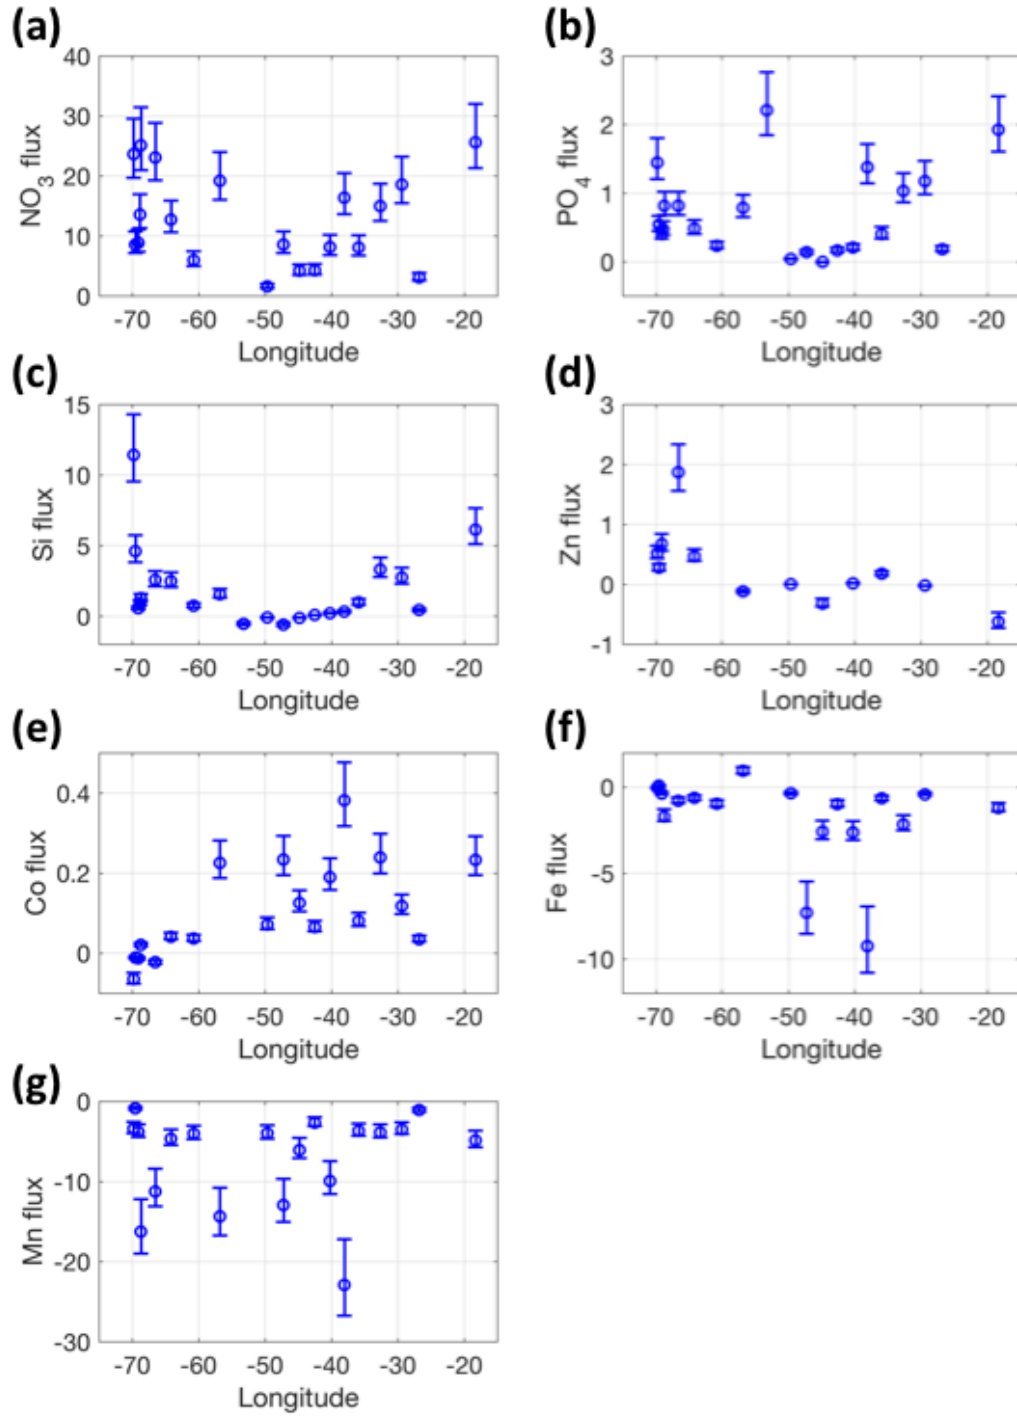 (a)
40
30
20
10
0
NO3 flux
-70 -60 -50 -40 -30 -20
Longitude
(b)
3
2
1
0
PO4 flux
-70 -60 -50 -40 -30 -20
Longitude
(c)
15
10
5
0
Si flux
-70 -60 -50 -40 -30 -20
Longitude
(d)
3
2
1
0
-1
Zn flux
-70 -60 -50 -40 -30 -20
Longitude
(e)
0.4
0.2
0
Co flux
-70 -60 -50 -40 -30 -20
Longitude
(f)
0
-5
-10
Fe flux
-70 -60 -50 -40 -30 -20
Longitude
(g)
0
-10
-20
-30
Mn flux
-70 -60 -50 -40 -30 -20
Longitude